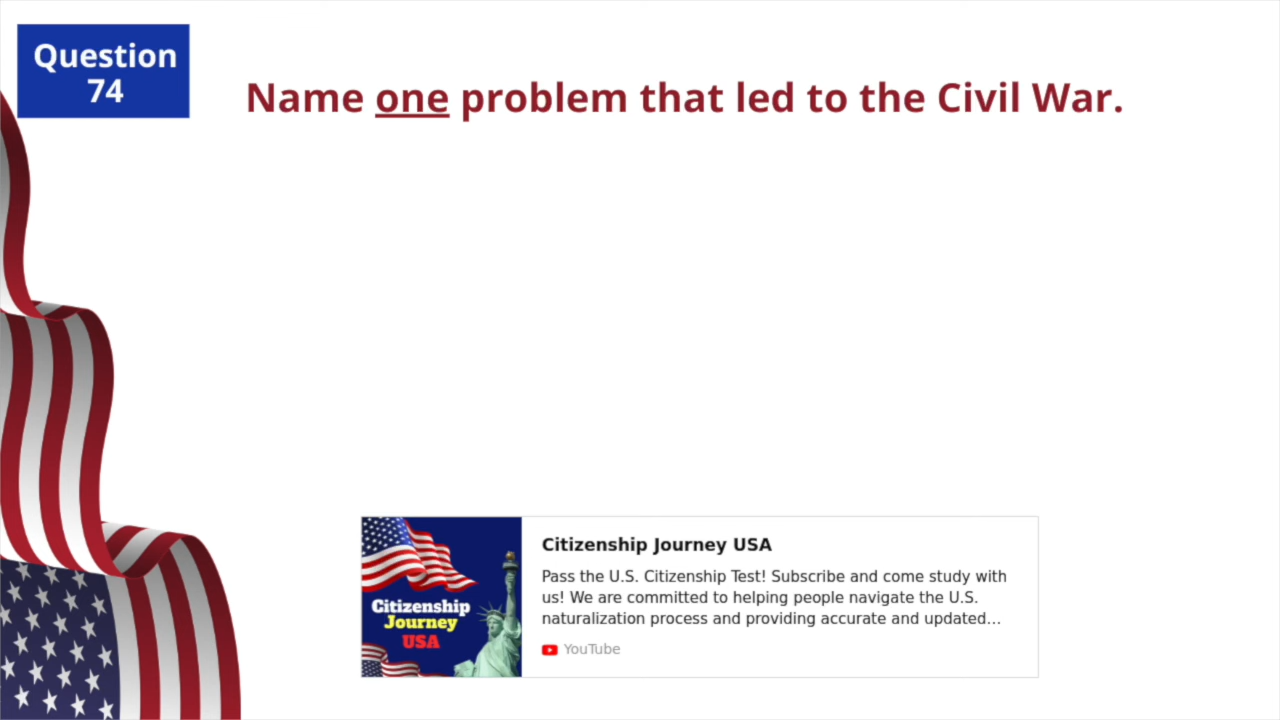 Question
74
Name one problem that led to the Civil War.
Citizenship Journey USA
Pass the U.S. Citizenship Test! Subscribe and come study with
us! We are committed to helping people navigate the U.S.
naturalization process and providing accurate and updated...
YouTube
Citizenship
Journey
USA